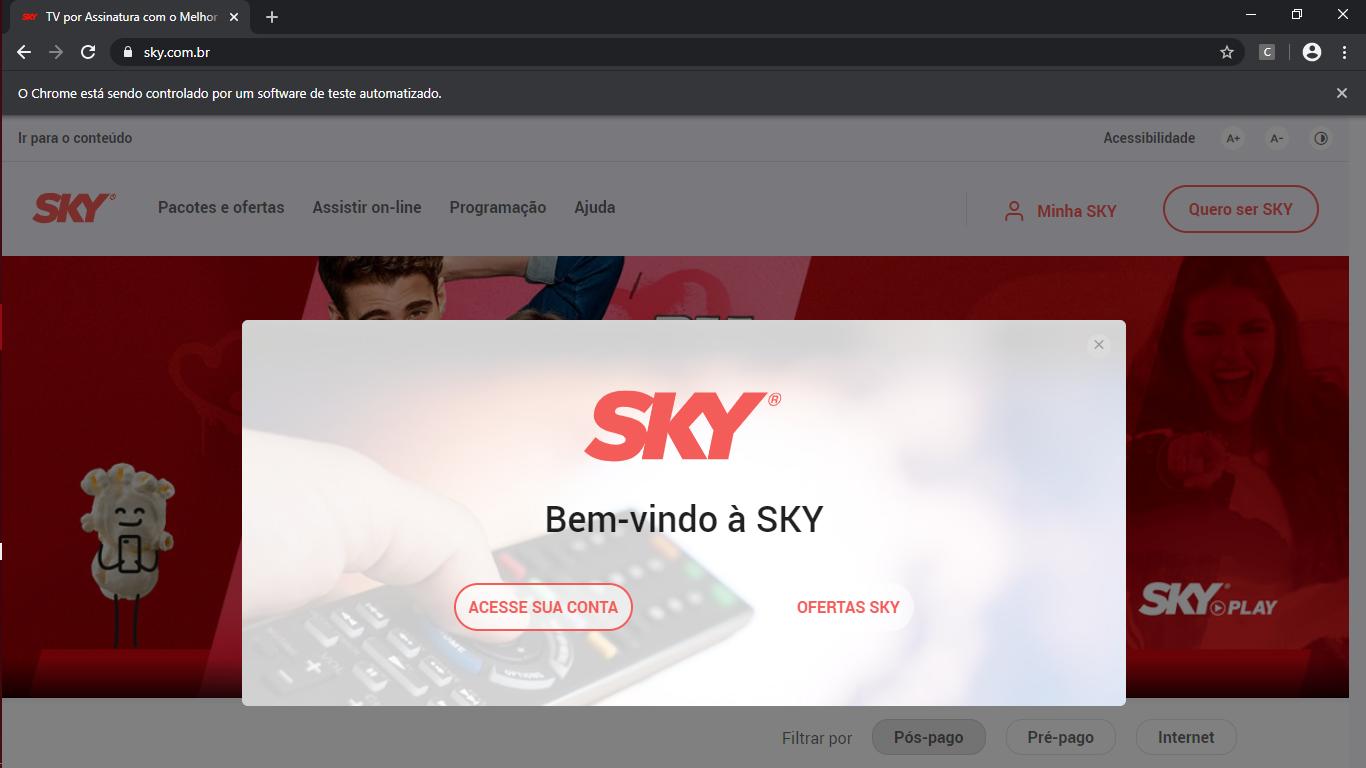 SKY TV por Assinatura com o Melhor
sky.com.br
C
O Chrome está sendo controlado por um software de teste automatizado.
Ir para o conteúdo
Acessibilidade A+ A-
SKY® Pacotes e ofertas Assistir on-line Programação Ajuda Minha SKY Quero ser SKY
SKY®
Bem-vindo à SKY
ACESSE SUA CONTA OFERTAS SKY
SKY PLAY
Filtrar por Pós-pago Pré-pago Internet